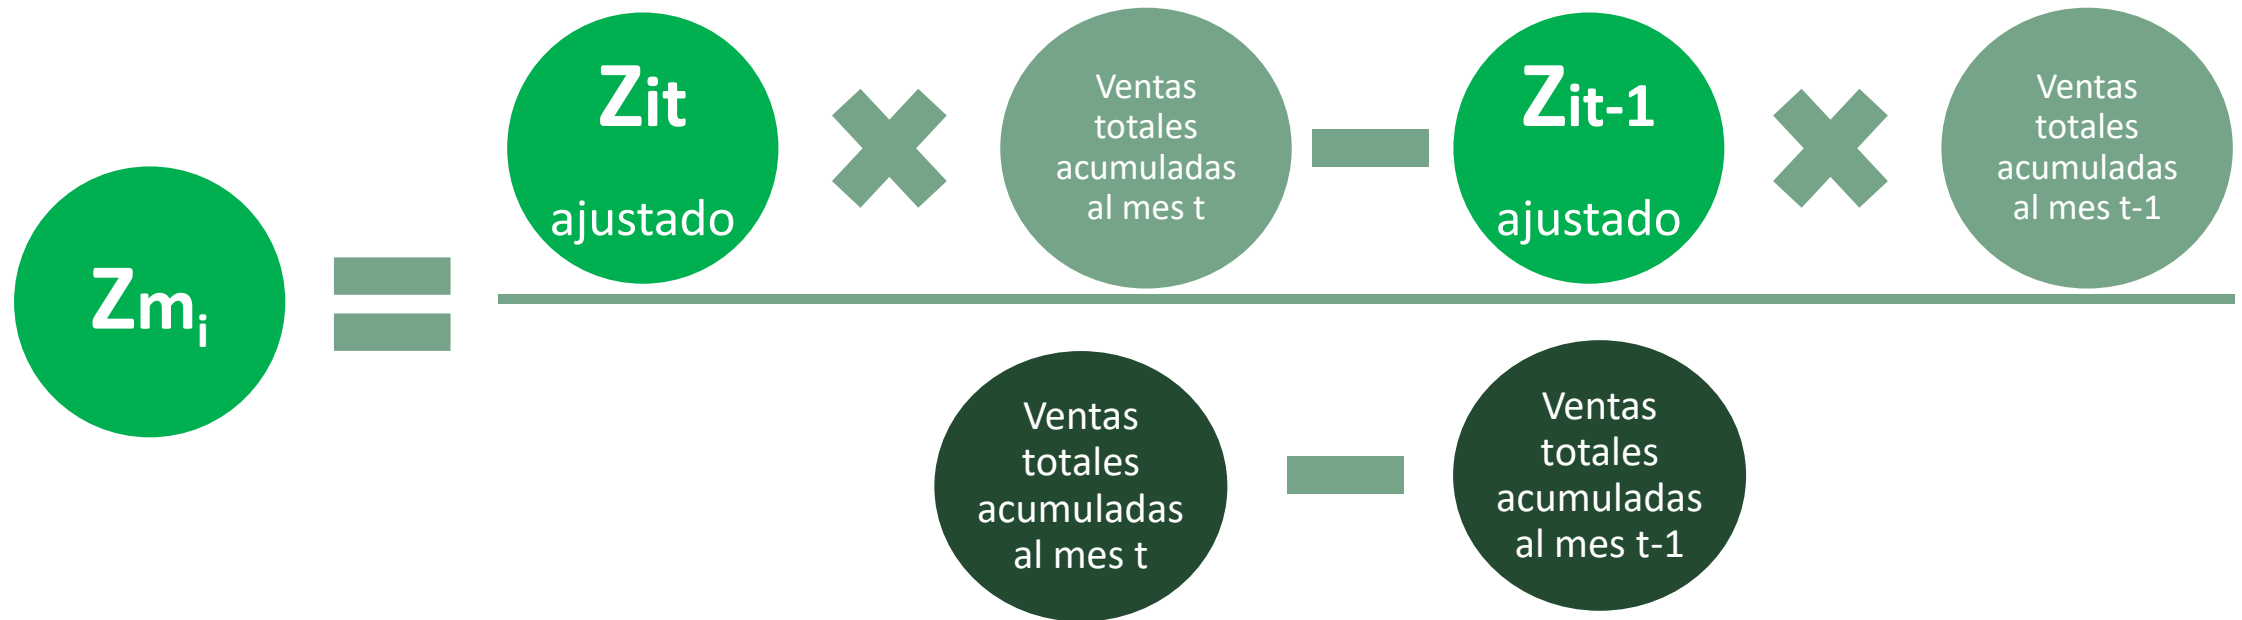 Zmi
Zit
ajustado
Ventas
totales
acumuladas
al mes t
Zit-1
ajustado
Ventas
totales
acumuladas
al mes t-1
Ventas
totales
acumuladas
al mes t
Ventas
totales
acumuladas
al mes t-1